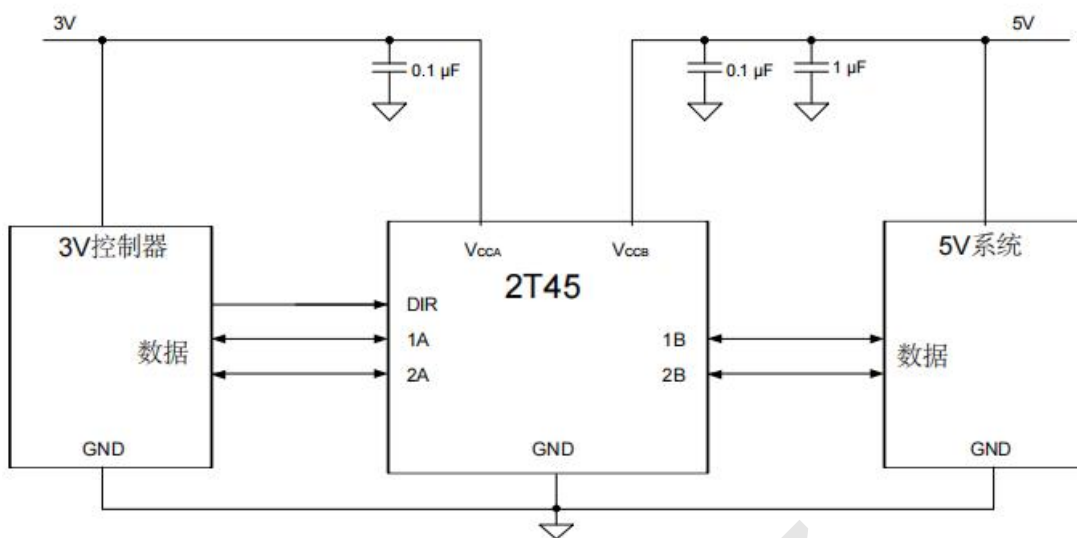 3V
5V
0.1 μF
0.1 μF
1 μF
3V控制器
VCCA
VCCB
5V系统
2T45
DIR
1A
1B
数据
数据
2A
2B
GND
GND
GND